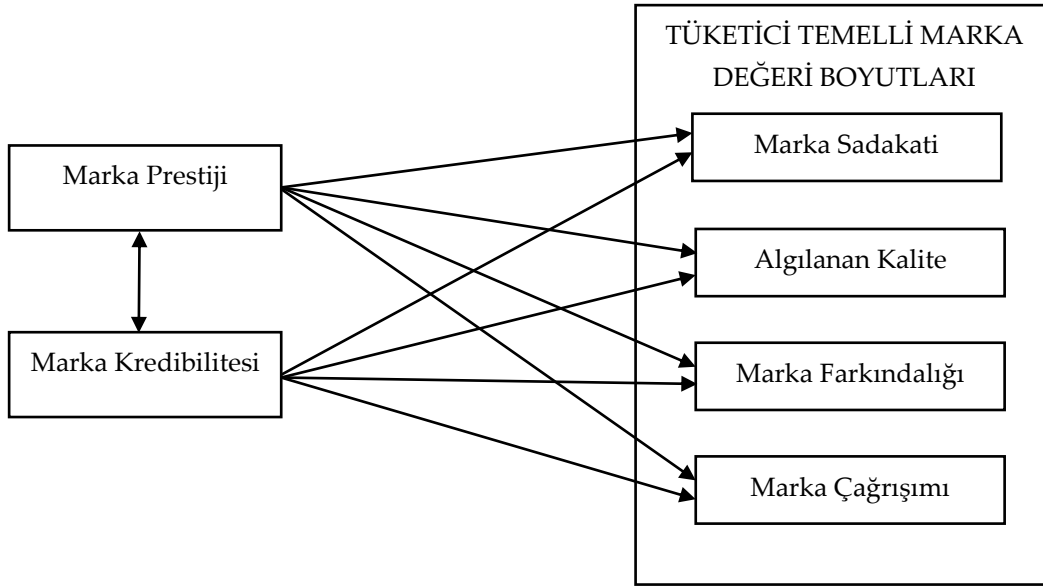 TÜKETİCİ TEMELLİ MARKA
DEĞERİ BOYUTLARI
Marka Sadakati
Marka Prestiji
Algılanan Kalite
Marka Kredibilitesi
Marka Farkındalığı
Marka Çağrışımı